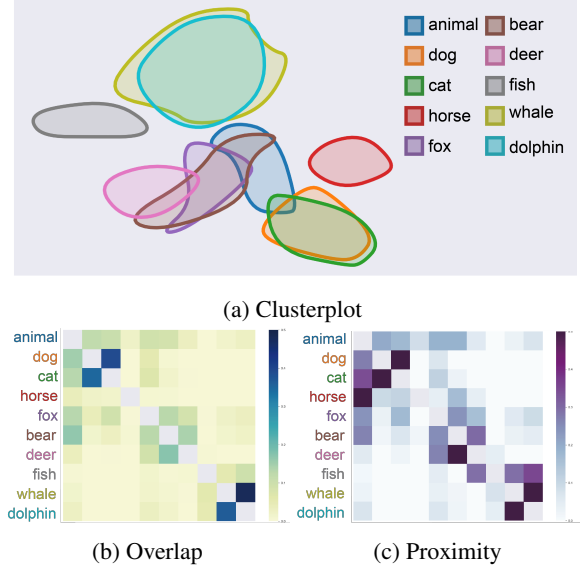 animal bear
dog deer
cat fish
horse whale
fox dolphin
(a) Clusterplot
animal
dog
cat
horse
fox
bear
deer
fish
whale
dolphin
animal
dog
cat
horse
fox
bear
deer
fish
whale
dolphin
(b) Overlap
(c) Proximity